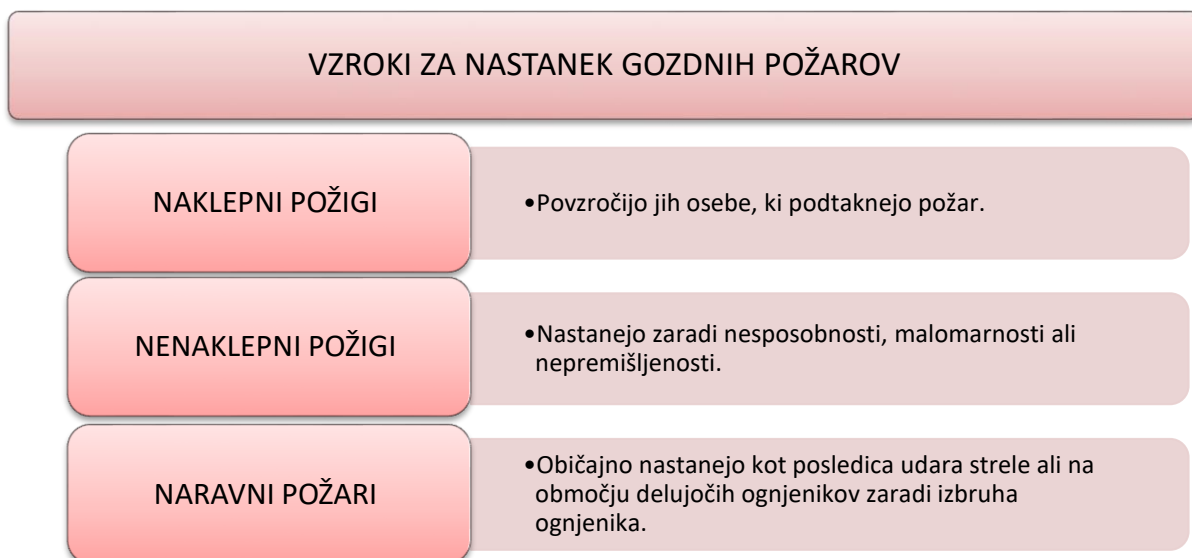 VZROKI ZA NASTANEK GOZDNIH POŽAROV
NAKLEPNI POŽIGI
•Povzročijo jih osebe, ki podtaknejo požar.
NENAKLEPNI POŽIGI
•Nastanejo zaradi nesposobnosti, malomarnosti ali
nepremišljenosti.
NARAVNI POŽARI
•Običajno nastanejo kot posledica udara strele ali na
območju delujočih ognjenikov zaradi izbruha
ognjenika.